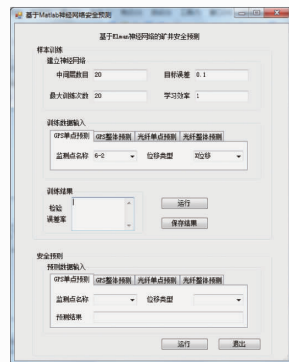 基于Matlab神经网络安全预测
基于Elman神经网络的矿井安全预测
样本训练
建立神经网络
中间层数目 20 目标误差 0.1
最大训练次数 20 学习效率 1
训练数据输入
GPS单点预测 GPS整体预测 光纤单点预测 光纤整体预测
监测点名称 6-2 位移类型 X位移
训练结果
检验
误差率
运行
保存结果
安全预测
预测数据输入
GPS单点预测 GPS整体预测 光纤单点预测 光纤整体预测
监测点名称 位移类型
预测结果
运行 退出